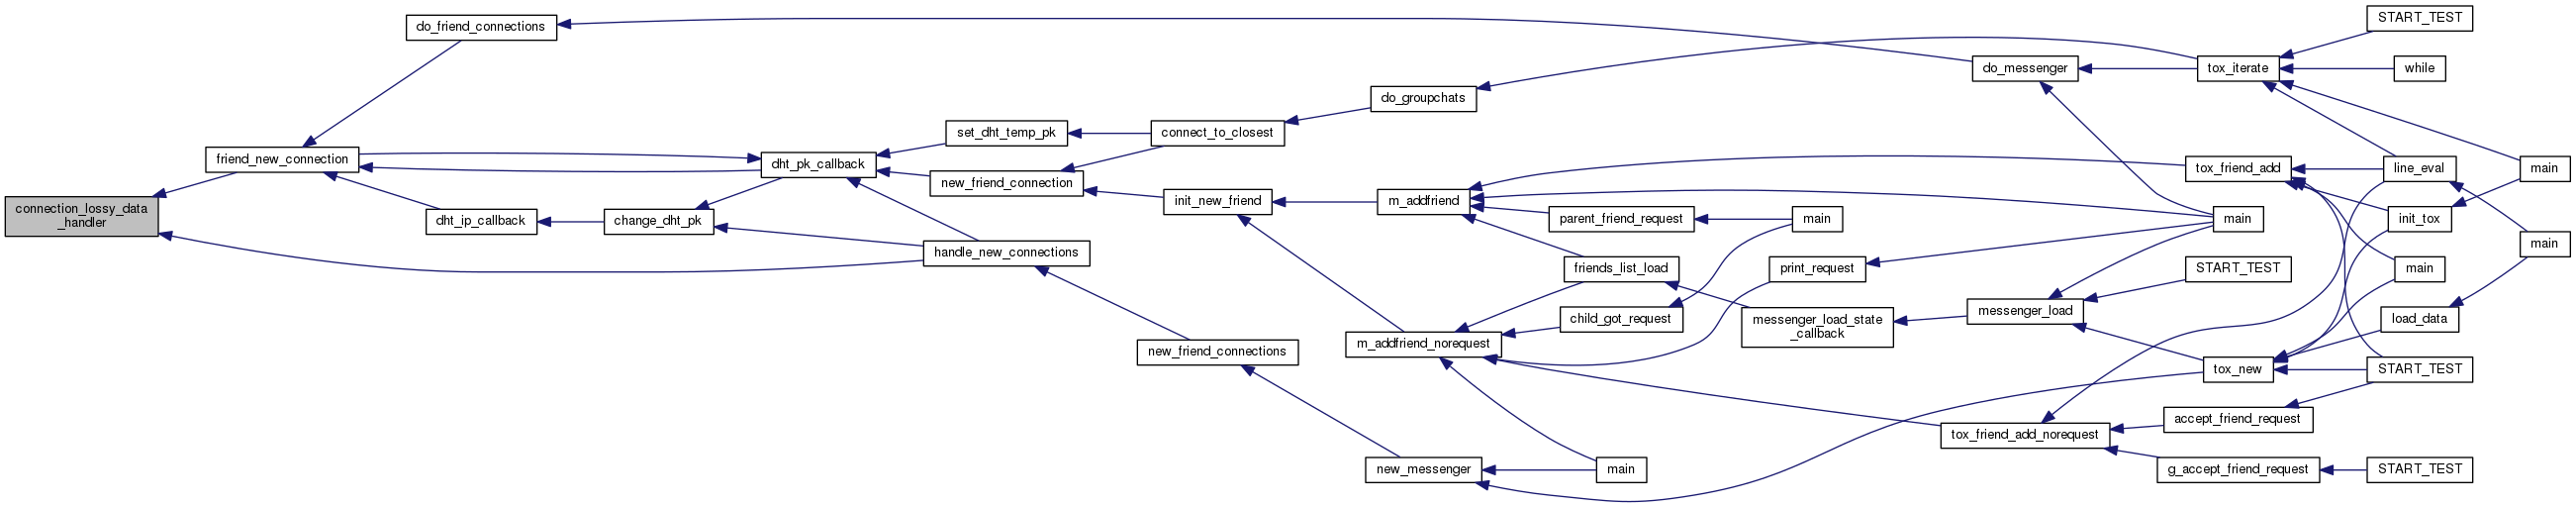 connection_lossy_data
_handler
friend_new_connection
do_friend_connections
dht_ip_callback
change_dht_pk
dht_pk_callback
set_dht_temp_pk
new_friend_connection
handle_new_connections
connect_to_closest
init_new_friend
new_friend_connections
do_groupchats
m_addfriend
m_addfriend_norequest
new_messenger
parent_friend_request
friends_list_load
child_got_request
main
main
print_request
messenger_load_state
_callback
do_messenger
messenger_load
tox_friend_add_norequest
tox_iterate
tox_friend_add
main
START_TEST
tox_new
accept_friend_request
g_accept_friend_request
START_TEST
while
line_eval
init_tox
main
load_data
START_TEST
START_TEST
main
main